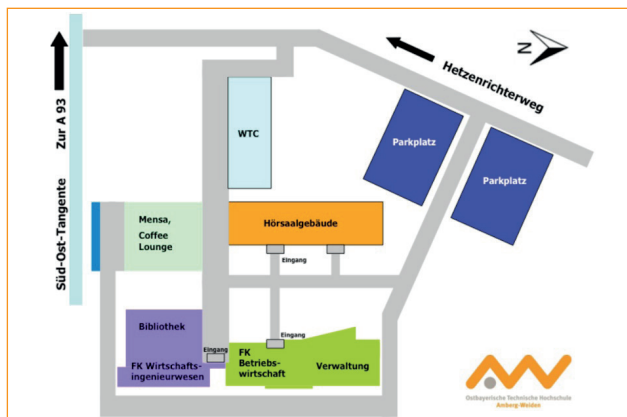 Süd-Ost-Tangente
Zur A 93
N
Hetzenrichterweg
WTC
Parkplatz
Parkplatz
Mensa,
Coffee
Lounge
Hörsaalgebäude
Eingang
Bibliothek
Eingang
Eingang
FK Wirtschafts-
ingenieurwesen
FK
Betriebs-
wirtschaft
Verwaltung
Ostbayerische Technische Hochschule
Amberg-Weiden